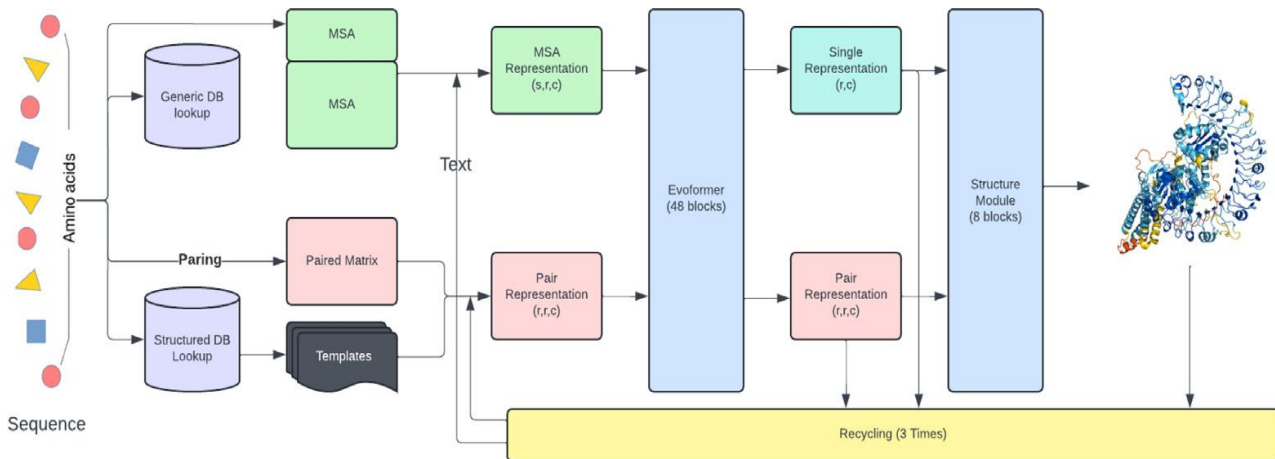 Amino acids
Sequence
Generic DB
lookup
Paring
Structured DB
Lookup
MSA
MSA
Paired Matrix
Templates
Text
MSA
Representation
(s,r,c)
Pair
Representation
(r,r,c)
Evoformer
(48 blocks)
Single
Representation
(r,c)
Pair
Representation
(r,r,c)
Structure
Module
(8 blocks)
Recycling (3 Times)